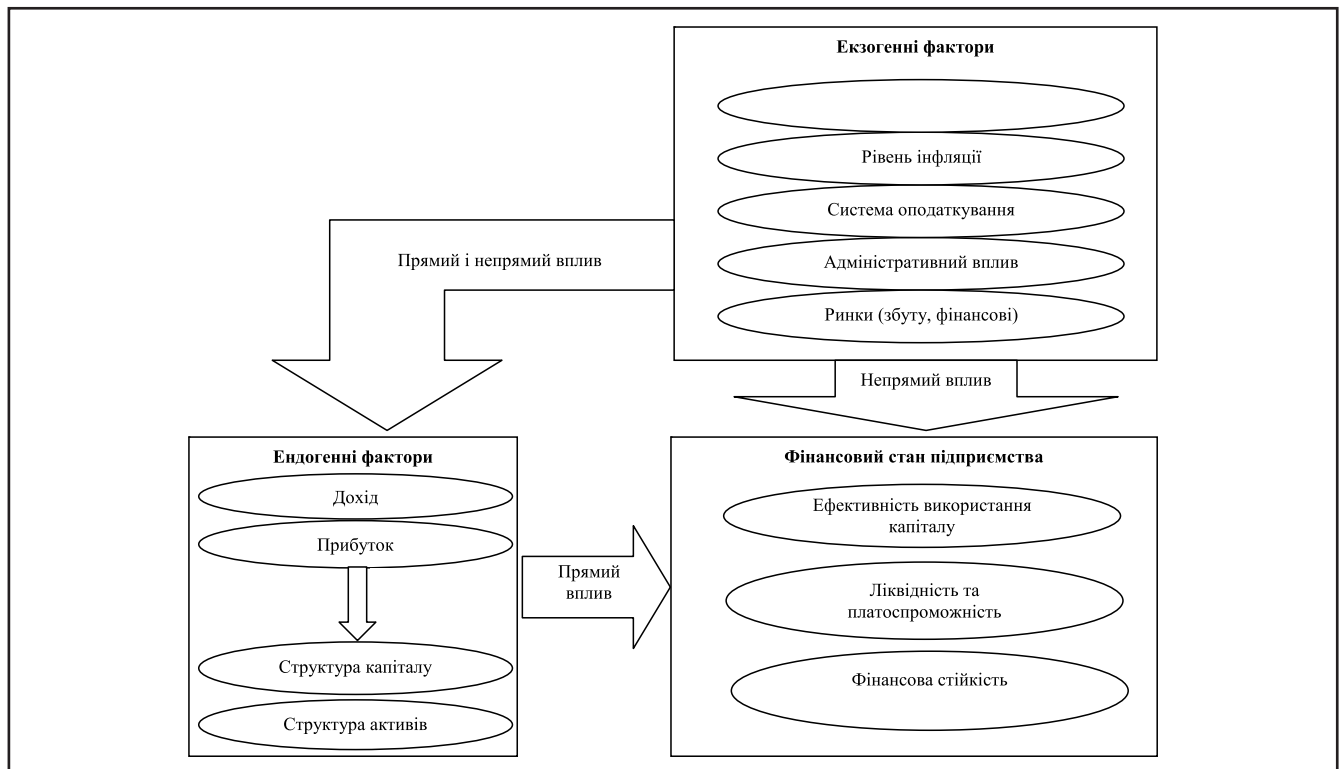 Екзогенні фактори
Рівень інфляції
Система оподаткування
Адміністративний вплив
Ринки (збуту, фінансові)
Прямий і непрямий вплив
Непрямий вплив
Ендогенні фактори
Дохід
Прибуток
Структура капіталу
Структура активів
Прямий
вплив
Фінансовий стан підприємства
Ефективність використання
капіталу
Ліквідність та
платоспроможність
Фінансова стійкість